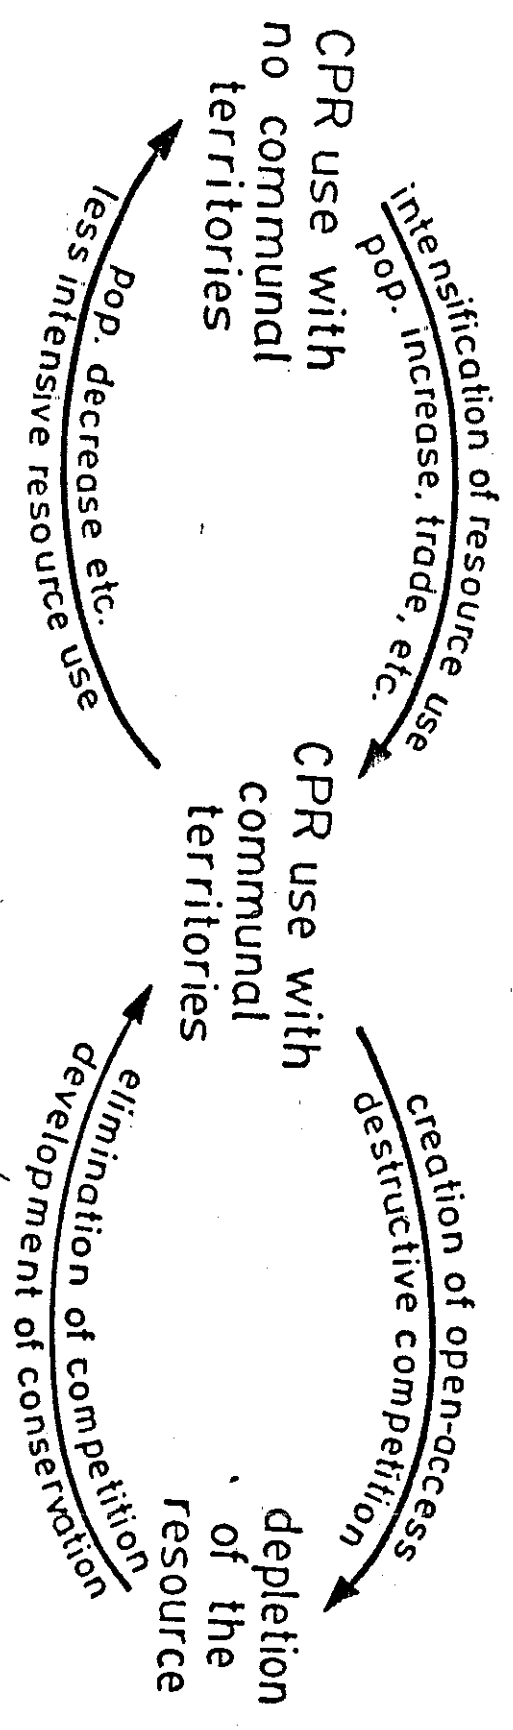 intensification of resource use
pop. increase, trade, etc.
CPR use with
no communal
territories
pop. decrease etc.
less intensive resource use
CPR use with
communal
territories
creation of open-access
destructive competition
elimination of competition
development of conservation
depletion
of the
resource